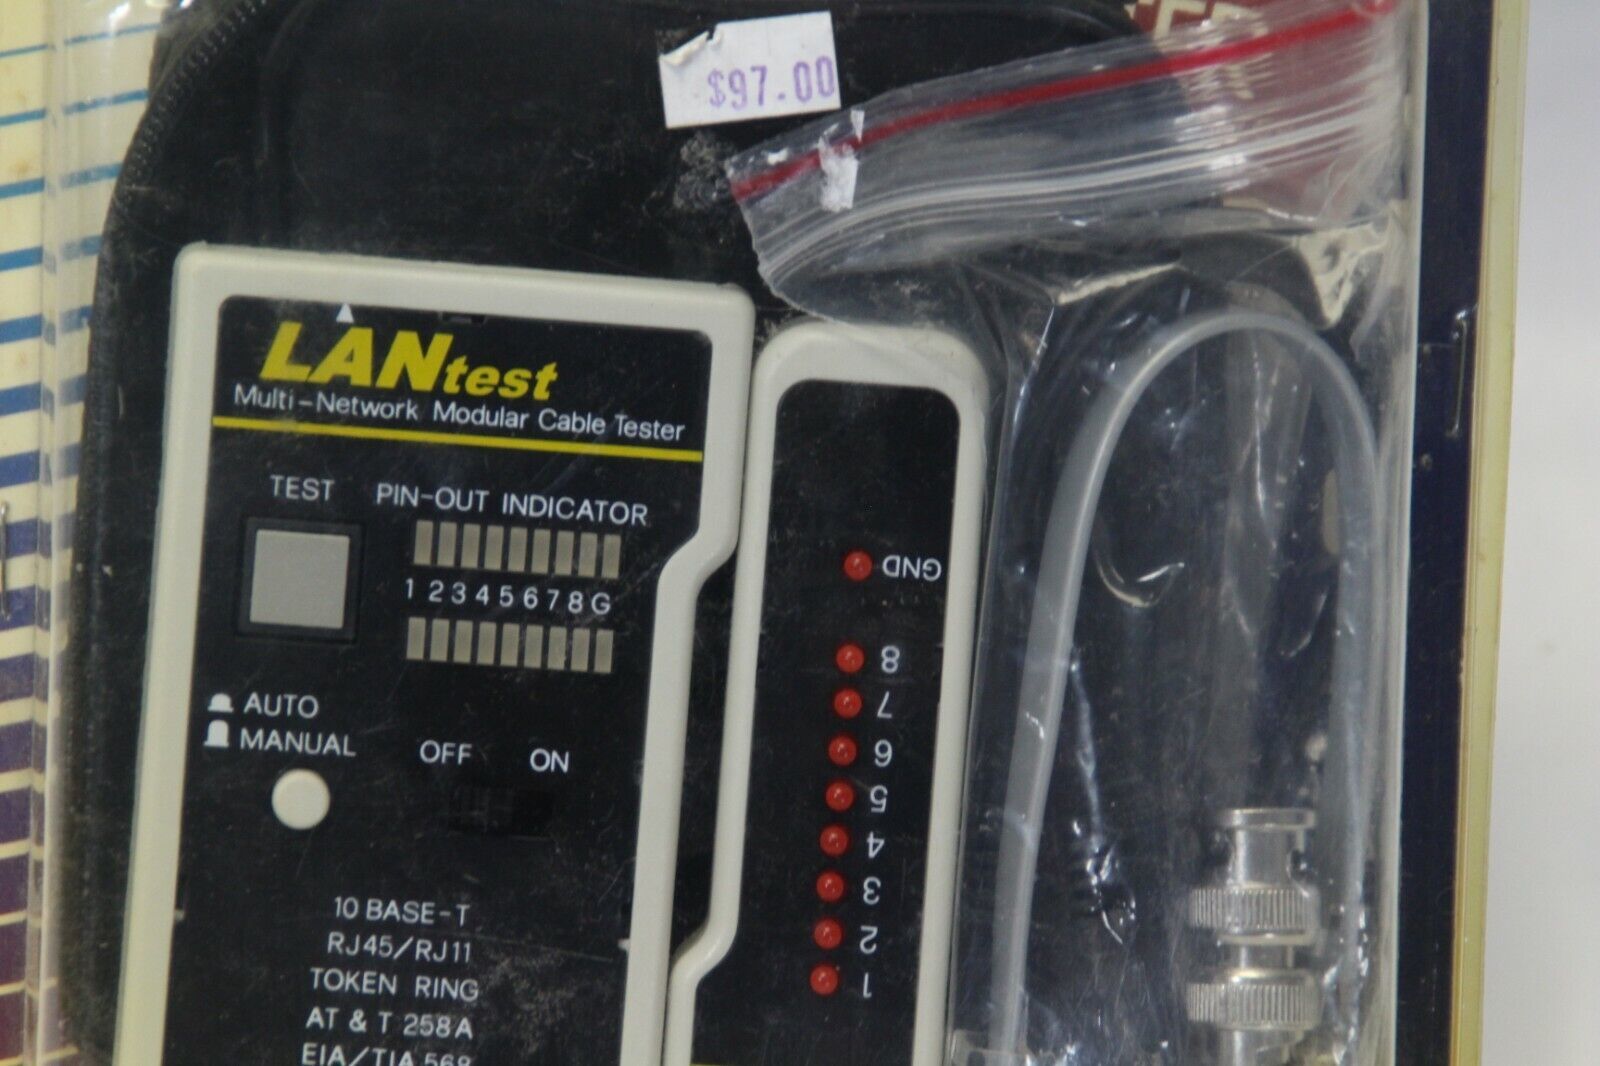 $97.00
LANtest
Multi-Network Modular Cable Tester
TEST
PIN-OUT INDICATOR
1 2 3 4 5 6 7 8 G
AUTO
MANUAL
OFF ON
10 BASE-T
RJ45/RJ11
TOKEN RING
AT & T 258A
EIA/TIA 568
GND
8
7
6
5
4
3
2
1